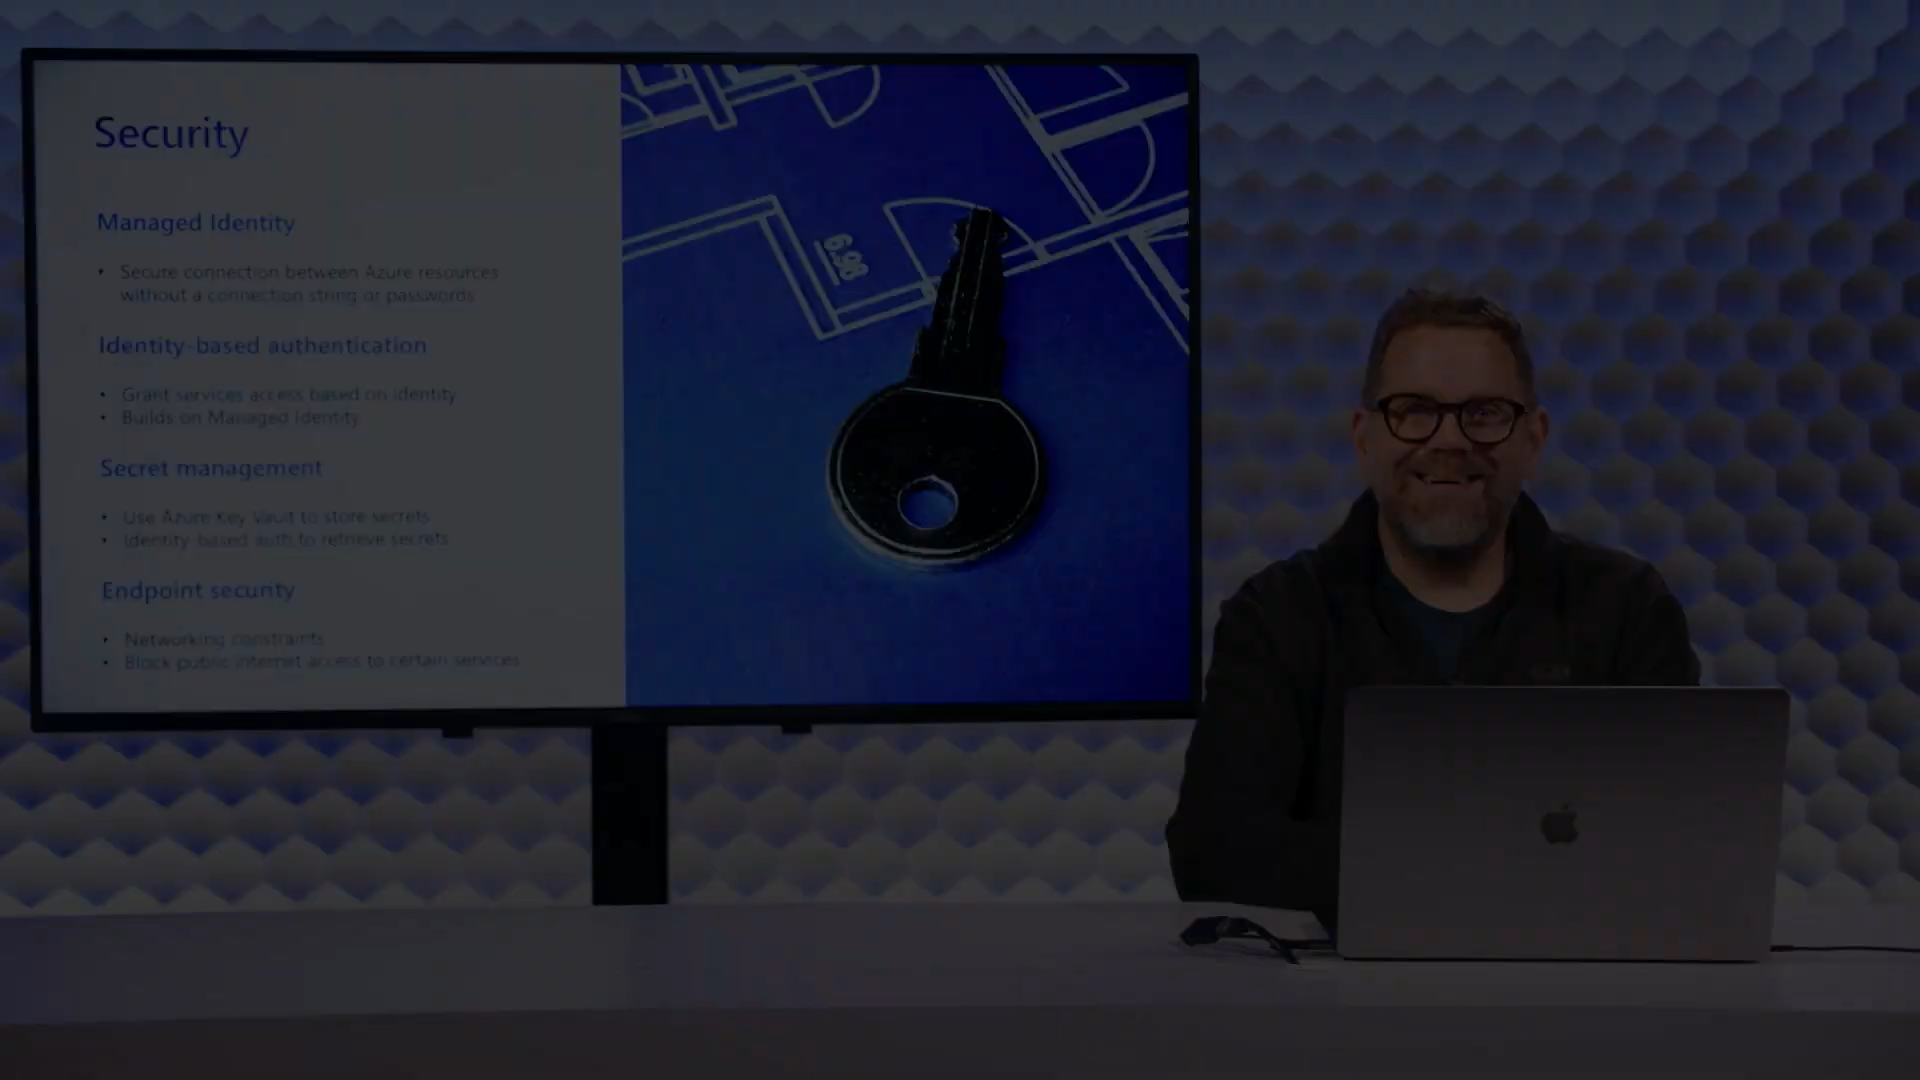 Security
Managed Identity
• Secure connection between Azure resources
without a connection string or passwords
Identity-based authentication
• Grant services access based on identity
• Builds on Managed Identity
Secret management
• Use Azure Key Vault to store secrets
• Identity-based auth to retrieve secrets
Endpoint security
• Networking constraints
• Block public internet access to certain services
6.98